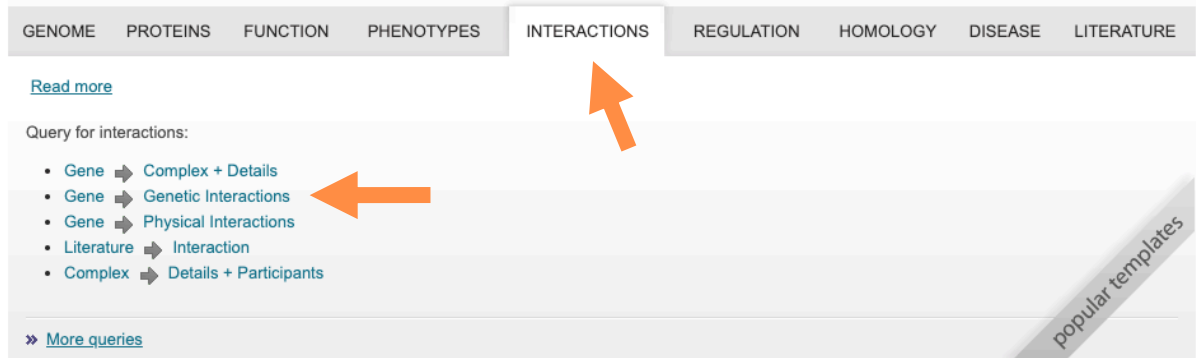 GENOME PROTEINS FUNCTION PHENOTYPES INTERACTIONS REGULATION HOMOLOGY DISEASE LITERATURE
Read more
Query for interactions:
• Gene ➡ Complex + Details
• Gene ➡ Genetic Interactions
• Gene ➡ Physical Interactions
• Literature ➡ Interaction
• Complex ➡ Details + Participants
» More queries
popular templates